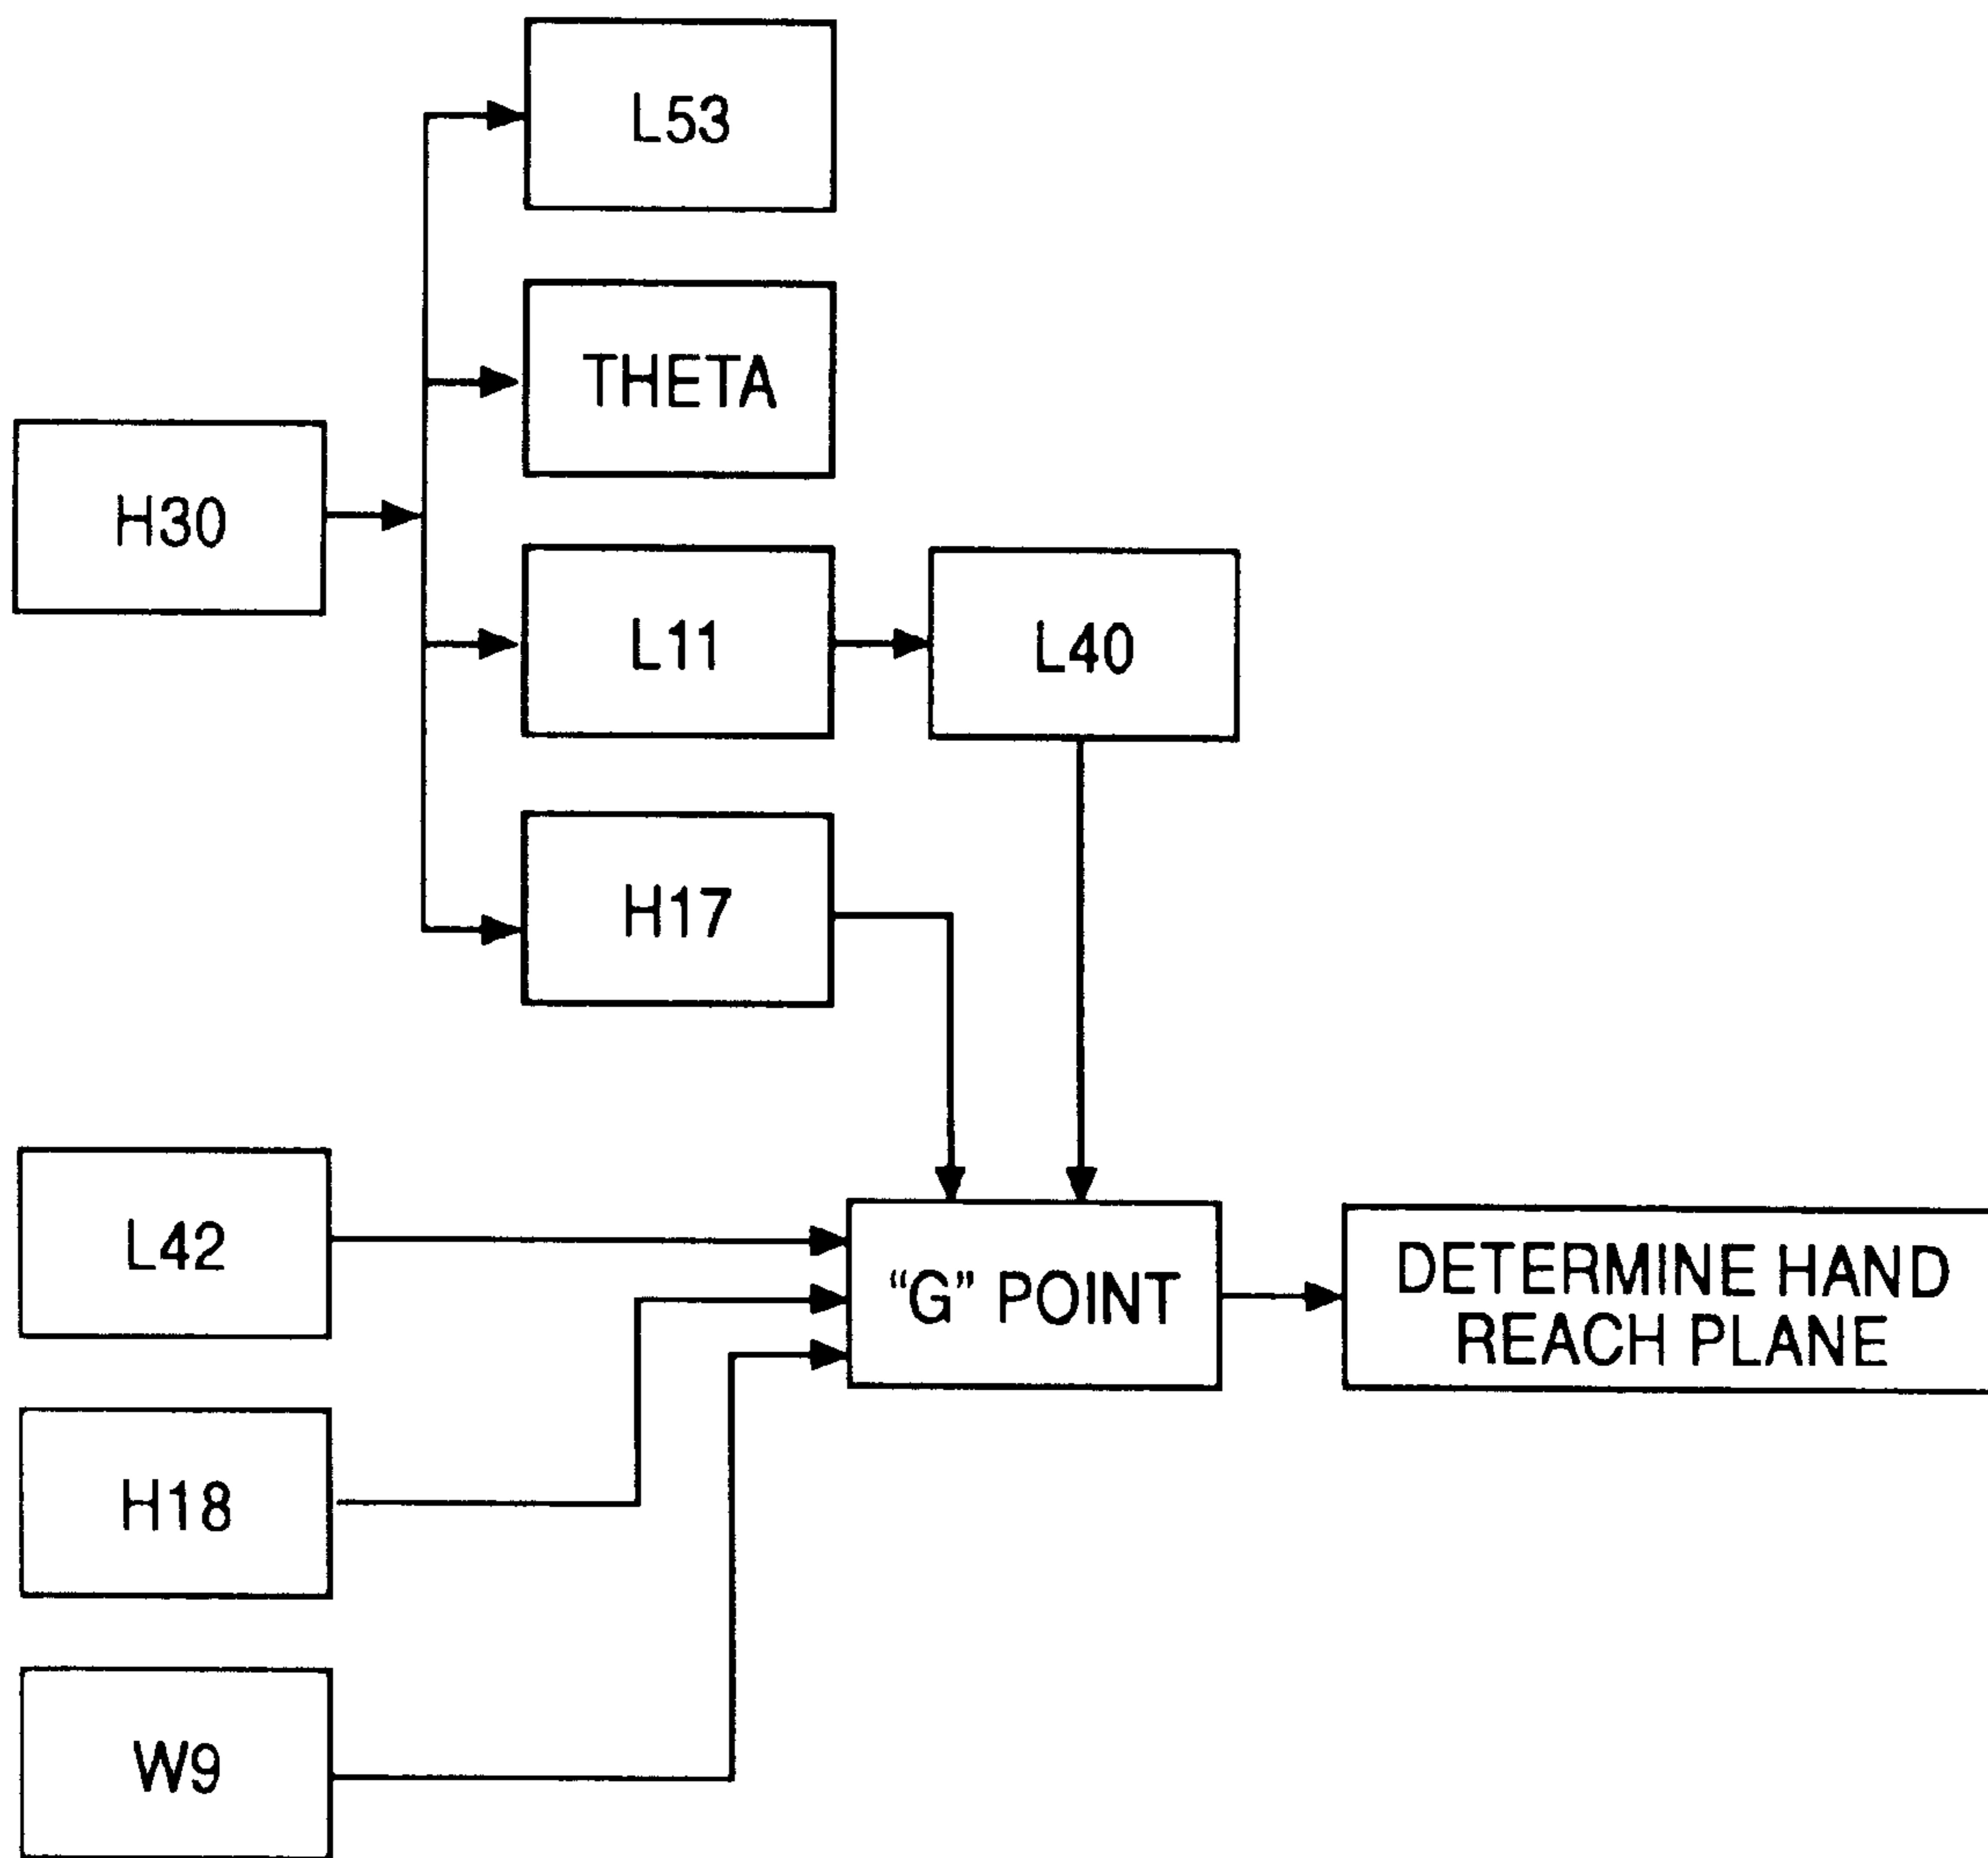 L53
THETA
H30
L11
L40
H17
L42
“G” POINT
DETERMINE HAND
REACH PLANE
H18
W9